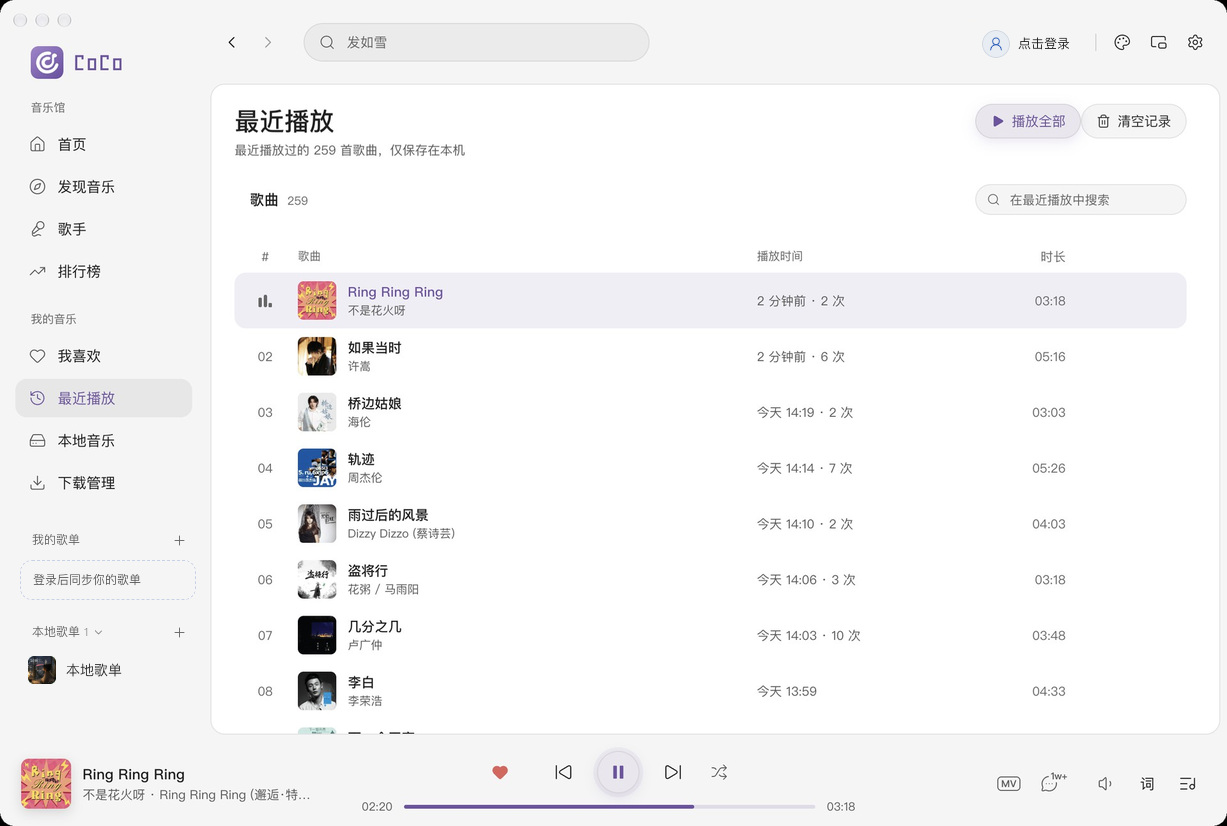 发如雪
点击登录
CoCo
音乐馆
首页
发现音乐
歌手
排行榜
我的音乐
我喜欢
最近播放
本地音乐
下载管理
我的歌单
登录后同步你的歌单
本地歌单 1
本地歌单
最近播放
播放全部
清空记录
最近播放过的 259 首歌曲，仅保存在本机
歌曲 259
在最近播放中搜索
# 歌曲 播放时间 时长
Ring Ring Ring
不是花火呀
2 分钟前 · 2 次 03:18
02 如果当时
许嵩
2 分钟前 · 6 次 05:16
03 桥边姑娘
海伦
今天 14:19 · 2 次 03:03
04 轨迹
周杰伦
今天 14:14 · 7 次 05:26
05 雨过后的风景
Dizzy Dizzo (蔡诗芸)
今天 14:10 · 2 次 04:03
06 盗将行
花粥 / 马雨阳
今天 14:06 · 3 次 03:18
07 几分之几
卢广仲
今天 14:03 · 10 次 03:48
08 李白
李荣浩
今天 13:59 04:33
Ring Ring Ring
不是花火呀 · Ring Ring Ring (邂逅·特...
02:20 03:18
MV 1w+ 词